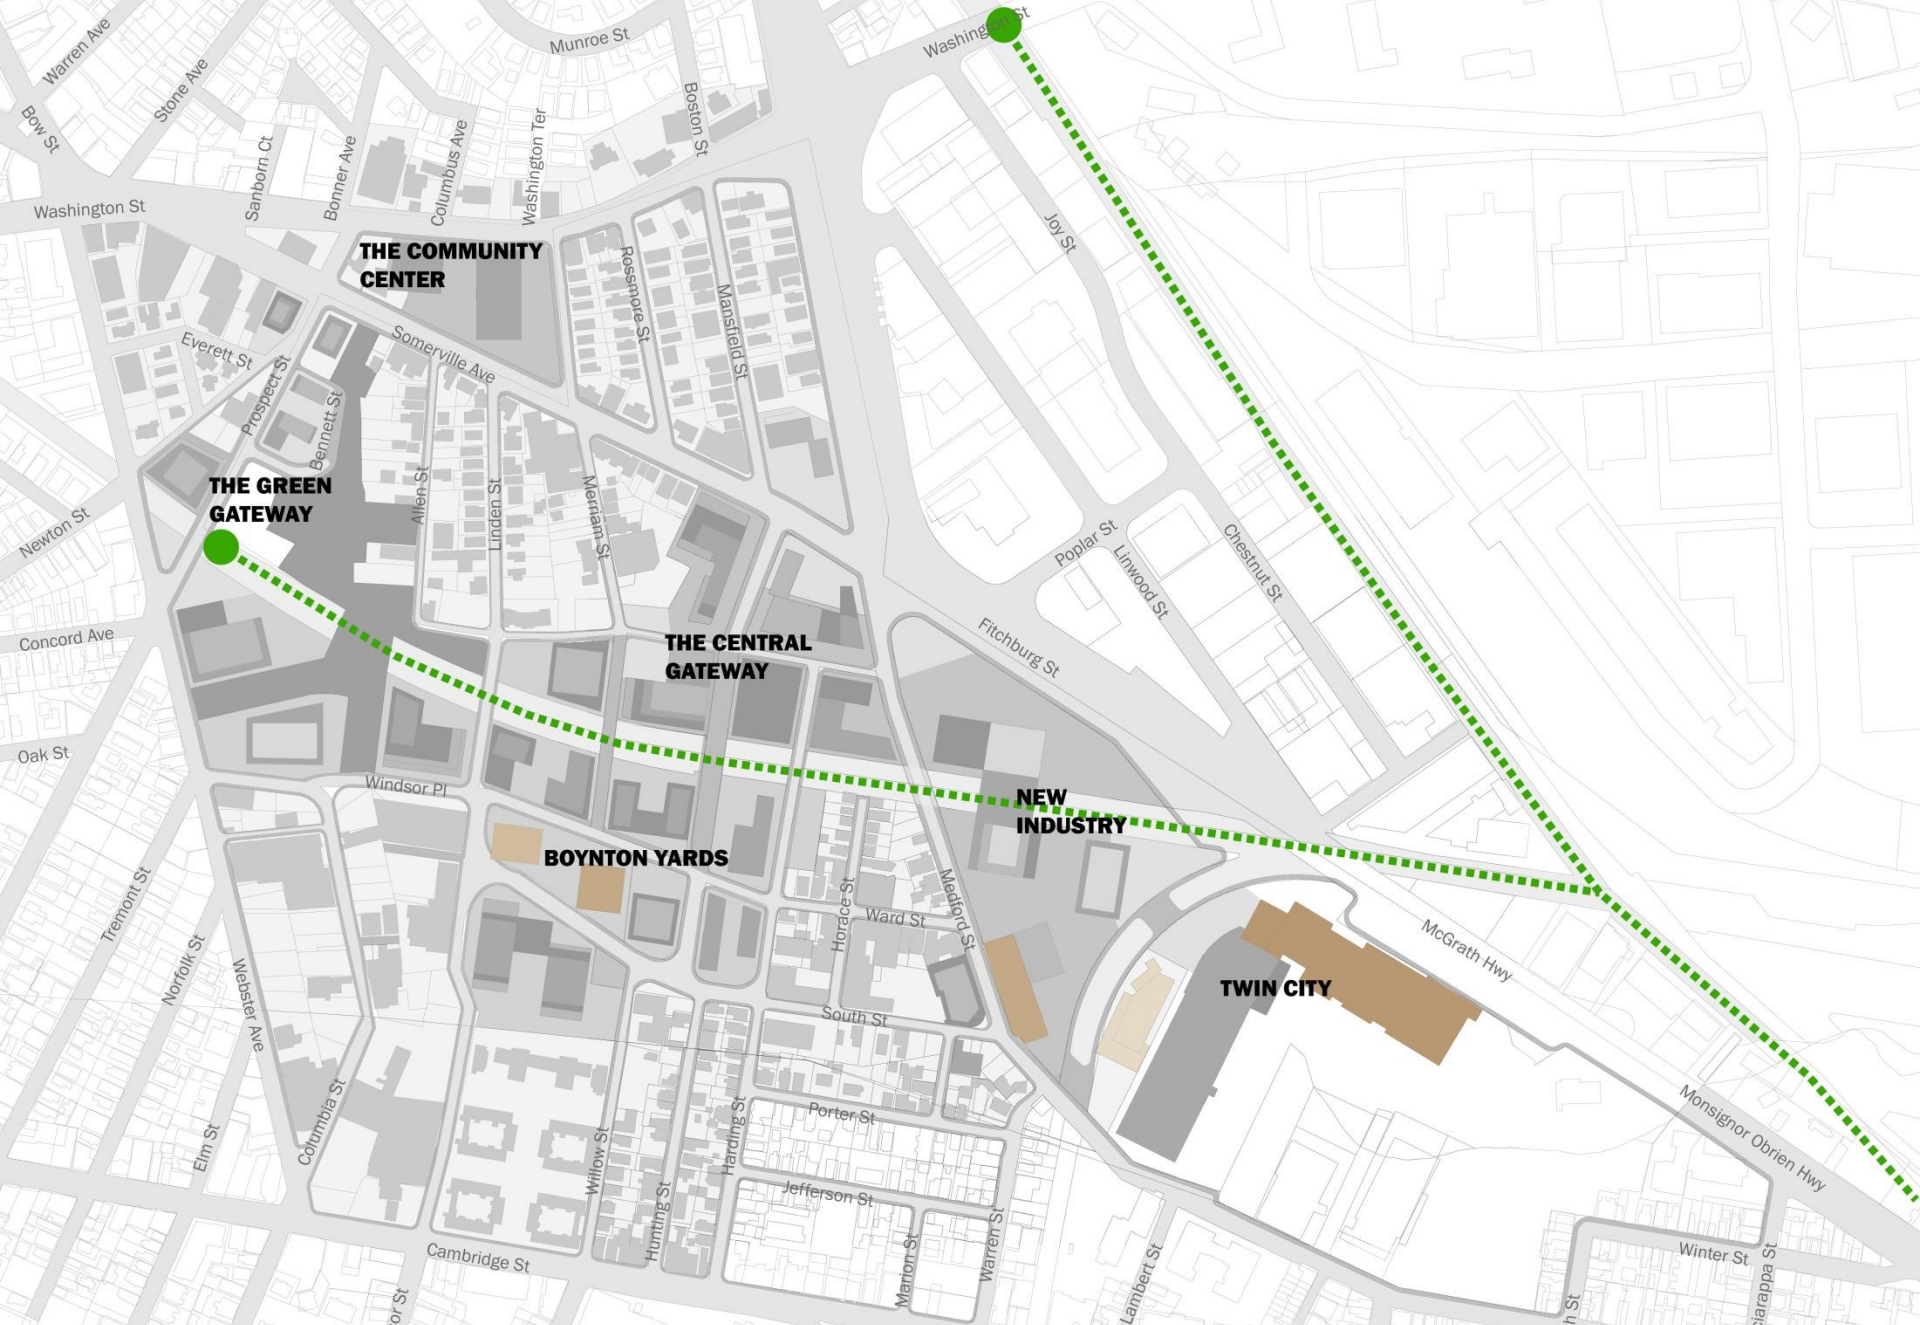 Warren Ave
Munroe St
Washington St
Stone Ave
Bow St
Boston St
Sanborn Ct
Bonner Ave
Columbus Ave
Washington Ter
Washington St
THE COMMUNITY
CENTER
Joy St
Rossmore St
Mansfield St
Everett St
Somerville Ave
Prospect St
Bennett St
THE GREEN
GATEWAY
Allen St
Linden St
Merriam St
Newton St
Poplar St
Linwood St
Chestnut St
Concord Ave
THE CENTRAL
GATEWAY
Fitchburg St
Oak St
Windsor Pl
NEW
INDUSTRY
BOYNTON YARDS
Tremont St
Horace St
Ward St
Medford St
McGrath Hwy
Norfolk St
Webster Ave
TWIN CITY
South St
Columbia St
Elm St
Porter St
Harding St
Willow St
Hunting St
Jefferson St
Monsignor Obrien Hwy
Marion St
Warren St
Cambridge St
Lambert St
Winter St
ciarappa St
or St
h St